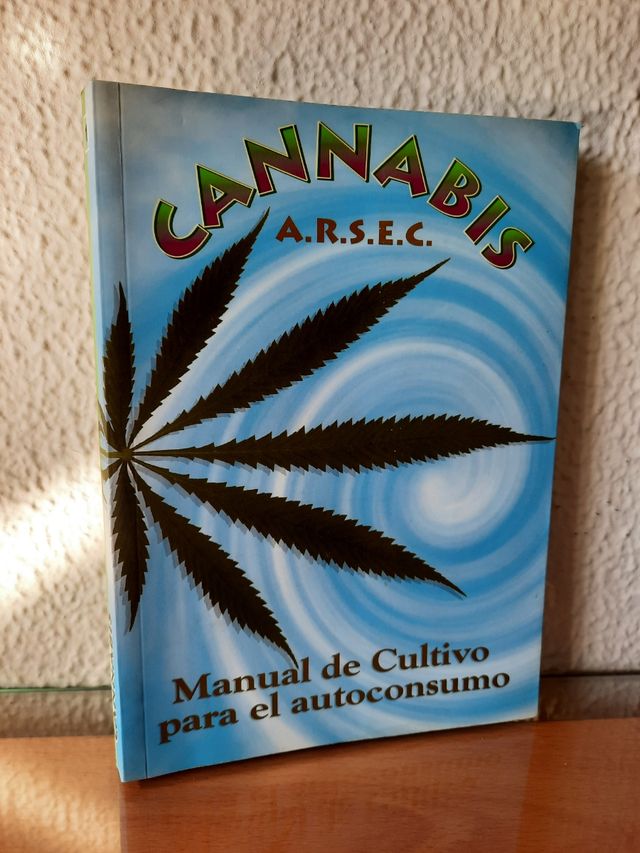 CANNABIS
A.R.S.E.C.
Manual de Cultivo
para el autoconsumo